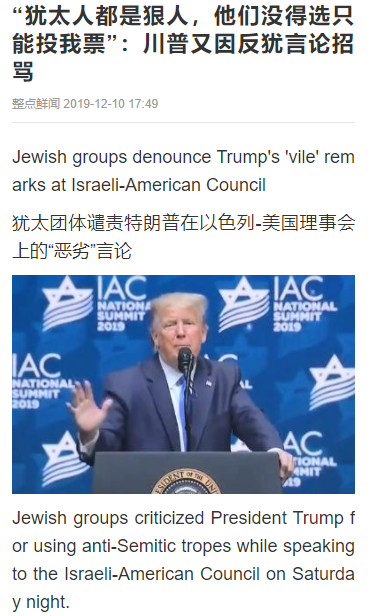 “犹太人都是狠人，他们没得选只
能投我票”：川普又因反犹言论招
骂
整点鲜闻 2019-12-10 17:49
Jewish groups denounce Trump's 'vile' rem
arks at Israeli-American Council
犹太团体谴责特朗普在以色列-美国理事会
上的“恶劣”言论
IAC
NATIONAL
SUMMIT
2019
IAC
NATIONAL
SUMMIT
2019
IAC
NATIONAL
SUMMIT
2019
IAC
NATIONAL
SUMMIT
2019
Jewish groups criticized President Trump f
or using anti-Semitic tropes while speaking
to the Israeli-American Council on Saturda
y night.